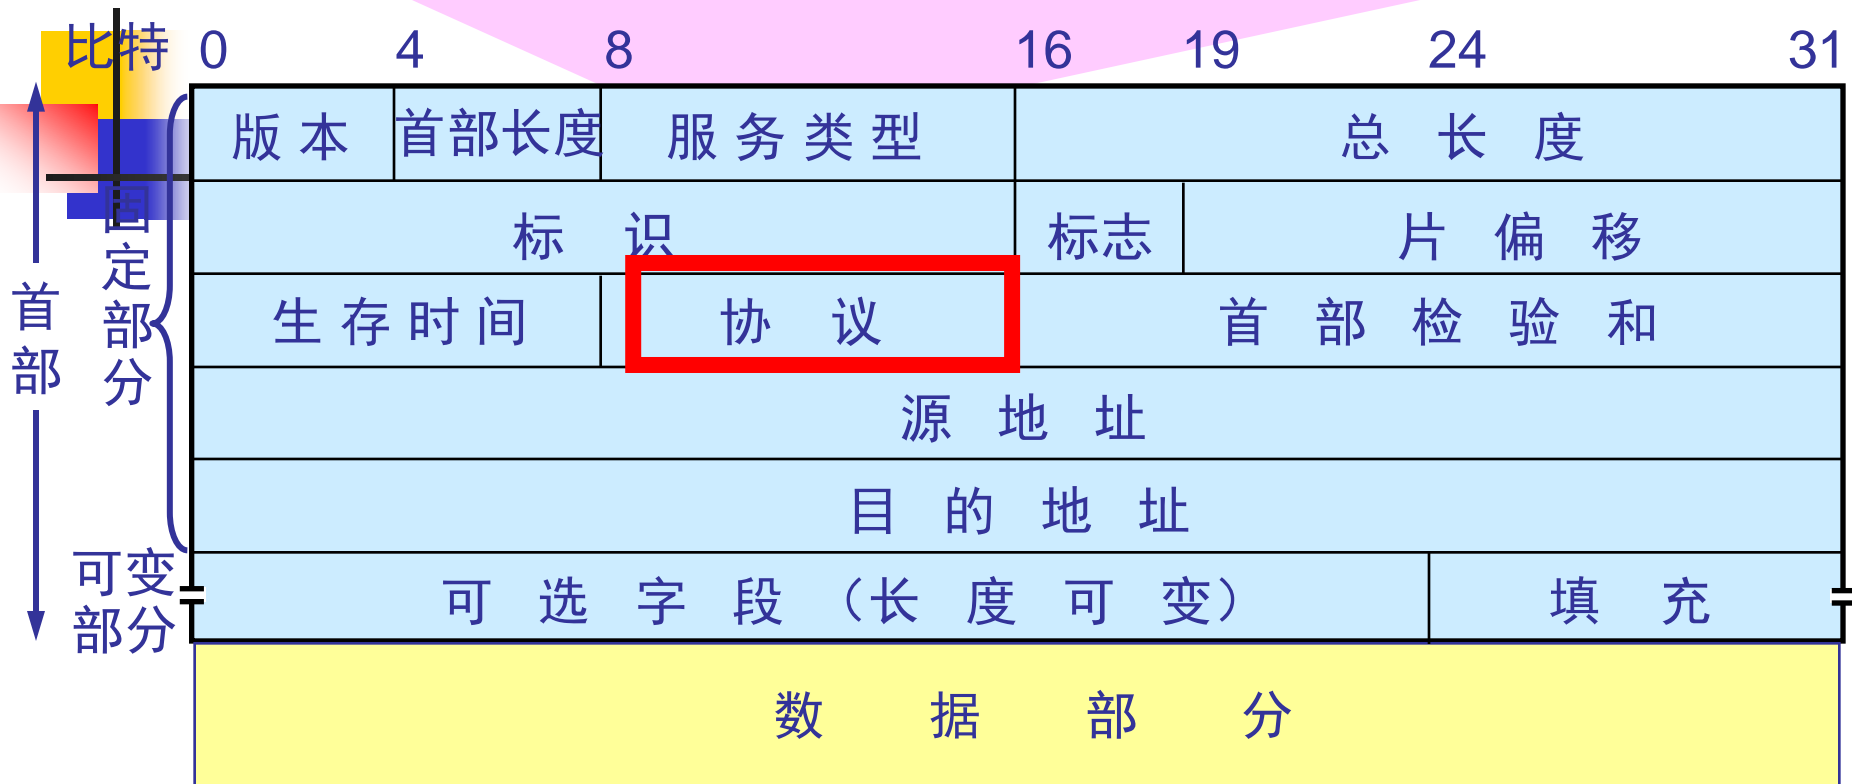 比特 0 4 8 16 19 24 31
版本 首部长度 服务类型 总长度
标识 标志 片偏移
生存时间 协议 首部检验和
源地址
目的地址
可选字段（长度可变） 填充
数据部分
首部
固定部分
可变
部分